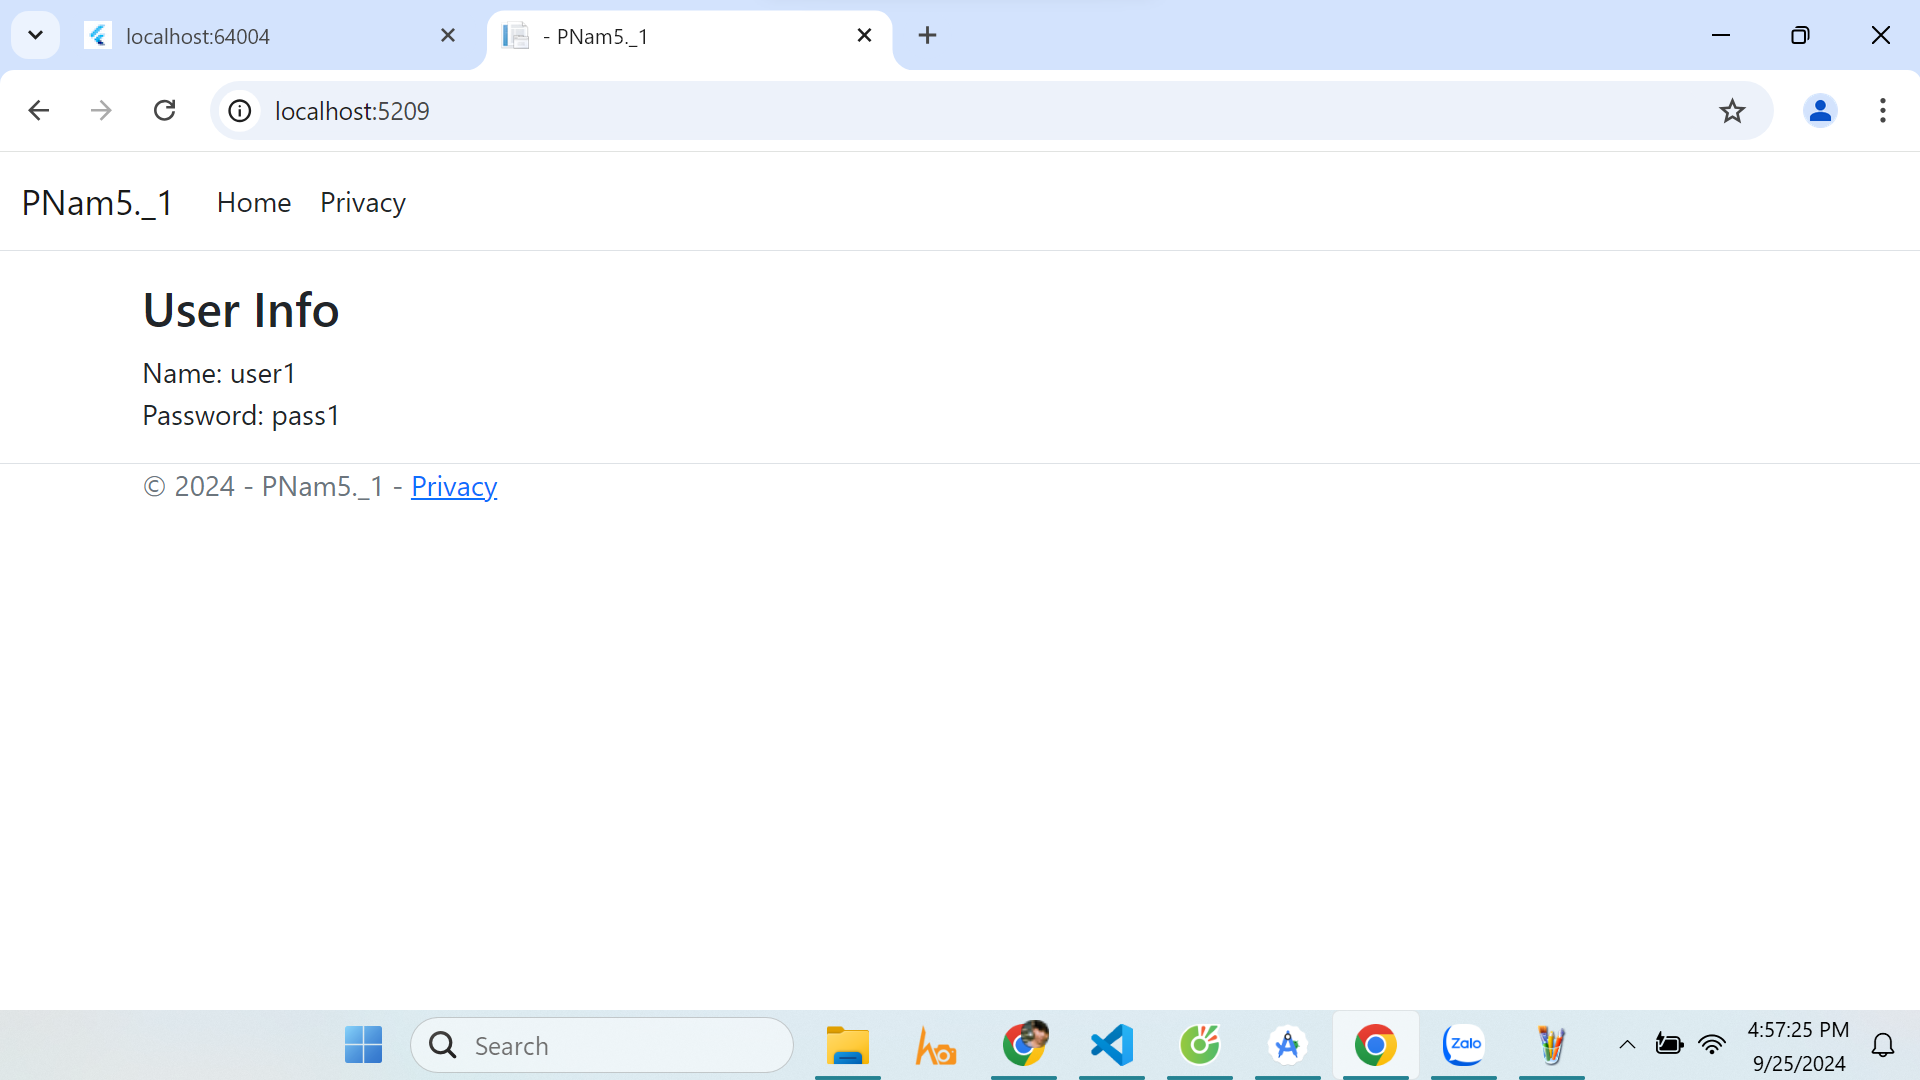 localhost:64004
- PNam5._1
localhost:5209
PNam5._1
Home
Privacy
User Info
Name: user1
Password: pass1
© 2024 - PNam5._1 - Privacy
Search
Zalo
4:57:25 PM
9/25/2024